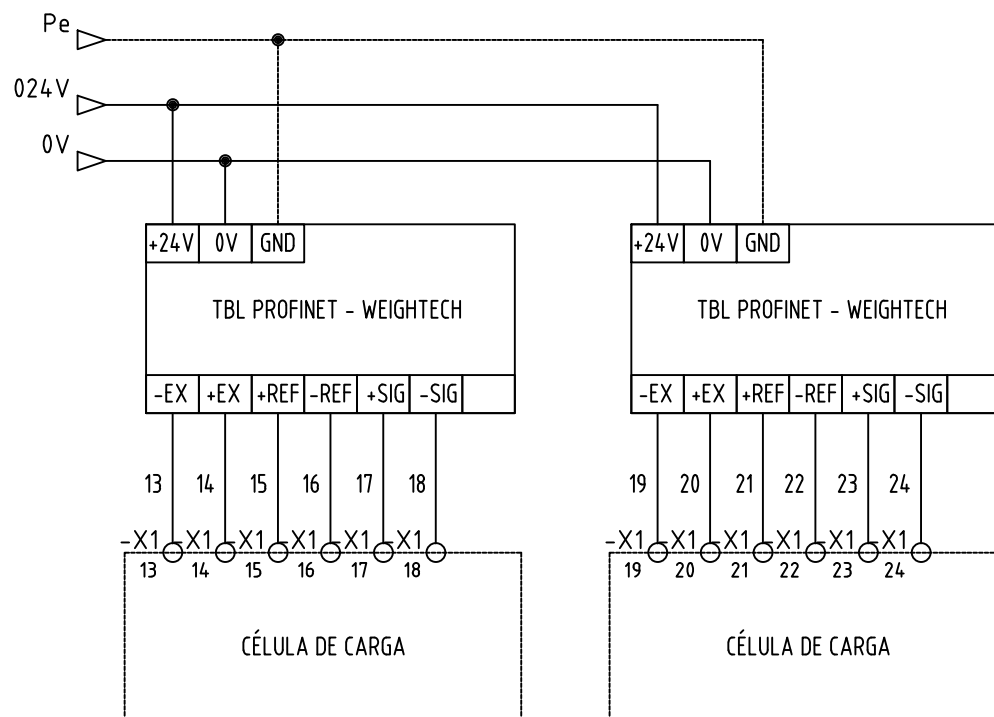 Pe
024V
0V
+24V 0V GND +24V 0V GND
TBL PROFINET - WEIGHTECH TBL PROFINET - WEIGHTECH
-EX +EX +REF -REF +SIG -SIG -EX +EX +REF -REF +SIG -SIG
13 14 15 16 17 18 19 20 21 22 23 24
-X1 -X1 -X1 -X1 -X1 -X1 -X1 -X1 -X1 -X1 -X1 -X1
13 14 15 16 17 18 19 20 21 22 23 24
CÉLULA DE CARGA CÉLULA DE CARGA